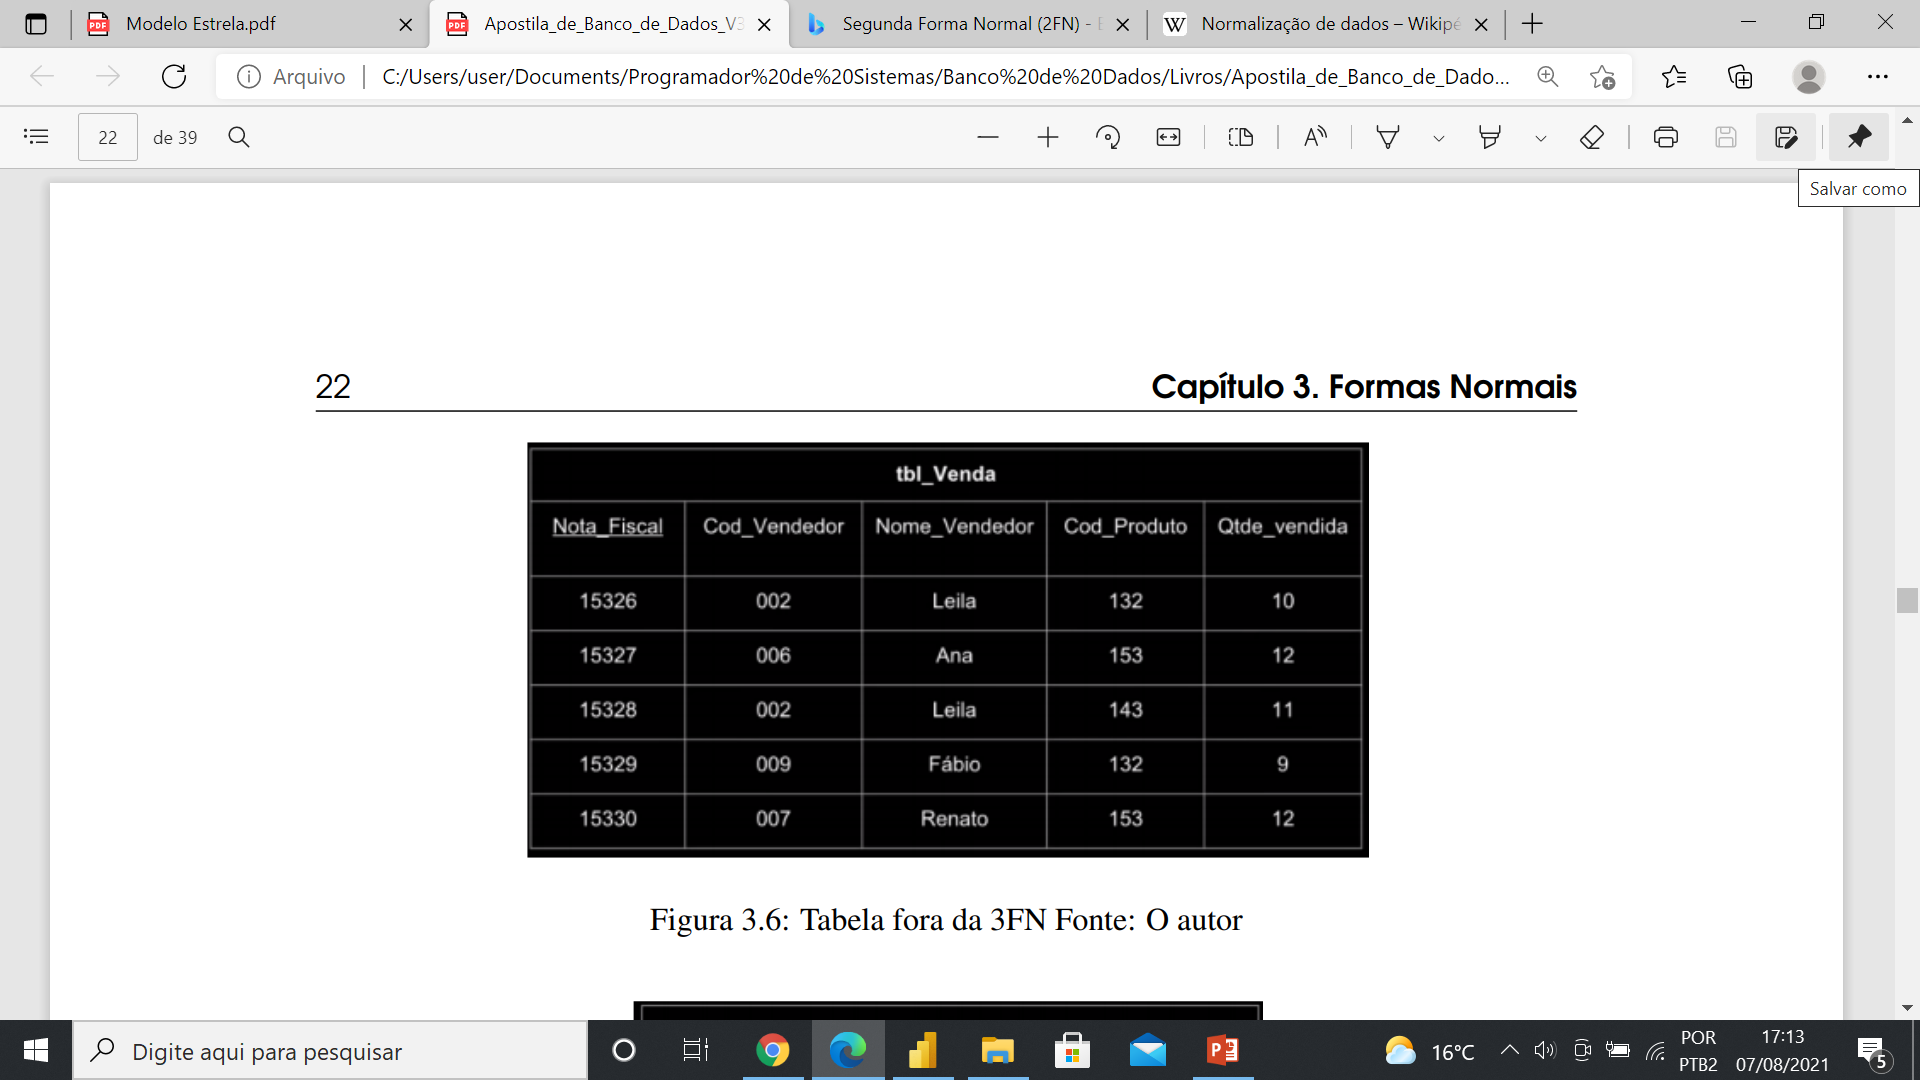 Modelo Estrela.pdf
Apostila_de_Banco_de_Dados_V3
Segunda Forma Normal (2FN) -
Normalização de dados – Wikipé
Arquivo
C:/Users/user/Documents/Programador%20de%20Sistemas/Banco%20de%20Dados/Livros/Apostila_de_Banco_de_Dado...
22 de 39
Salvar como
22 Capítulo 3. Formas Normais
tbl_Venda
Nota_Fiscal Cod_Vendedor Nome_Vendedor Cod_Produto Qtde_vendida
15326 002 Leila 132 10
15327 006 Ana 153 12
15328 002 Leila 143 11
15329 009 Fábio 132 9
15330 007 Renato 153 12
Figura 3.6: Tabela fora da 3FN Fonte: O autor
Digite aqui para pesquisar
16°C
POR
PTB2
17:13
07/08/2021
5